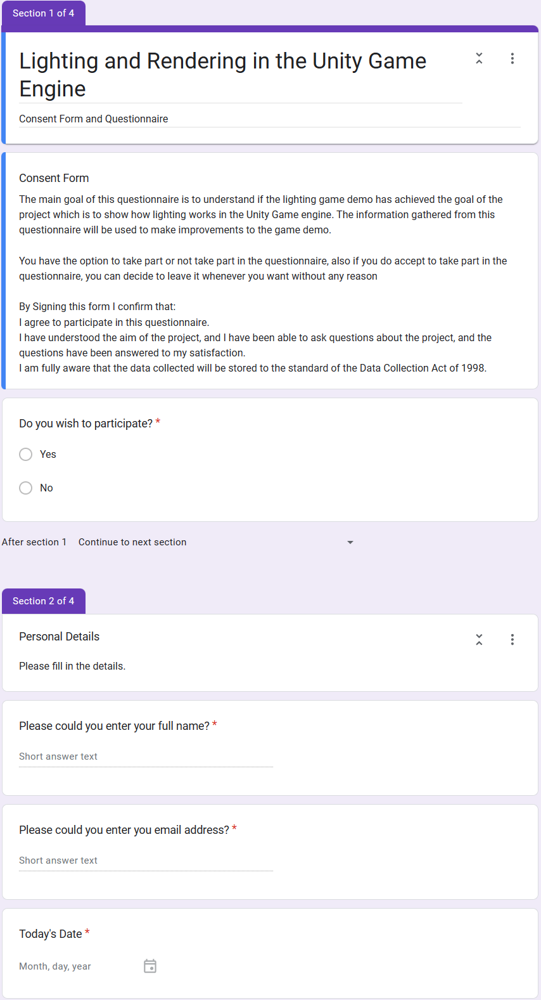 Section 1 of 4
Lighting and Rendering in the Unity Game
Engine
Consent Form and Questionnaire
Consent Form
The main goal of this questionnaire is to understand if the lighting game demo has achieved the goal of the
project which is to show how lighting works in the Unity Game engine. The information gathered from this
questionnaire will be used to make improvements to the game demo.
You have the option to take part or not take part in the questionnaire, also if you do accept to take part in the
questionnaire, you can decide to leave it whenever you want without any reason
By Signing this form I confirm that:
I agree to participate in this questionnaire.
I have understood the aim of the project, and I have been able to ask questions about the project, and the
questions have been answered to my satisfaction.
I am fully aware that the data collected will be stored to the standard of the Data Collection Act of 1998.
Do you wish to participate? *
Yes
No
After section 1 Continue to next section
Section 2 of 4
Personal Details
Please fill in the details.
Please could you enter your full name? *
Short answer text
Please could you enter you email address? *
Short answer text
Today's Date *
Month, day, year